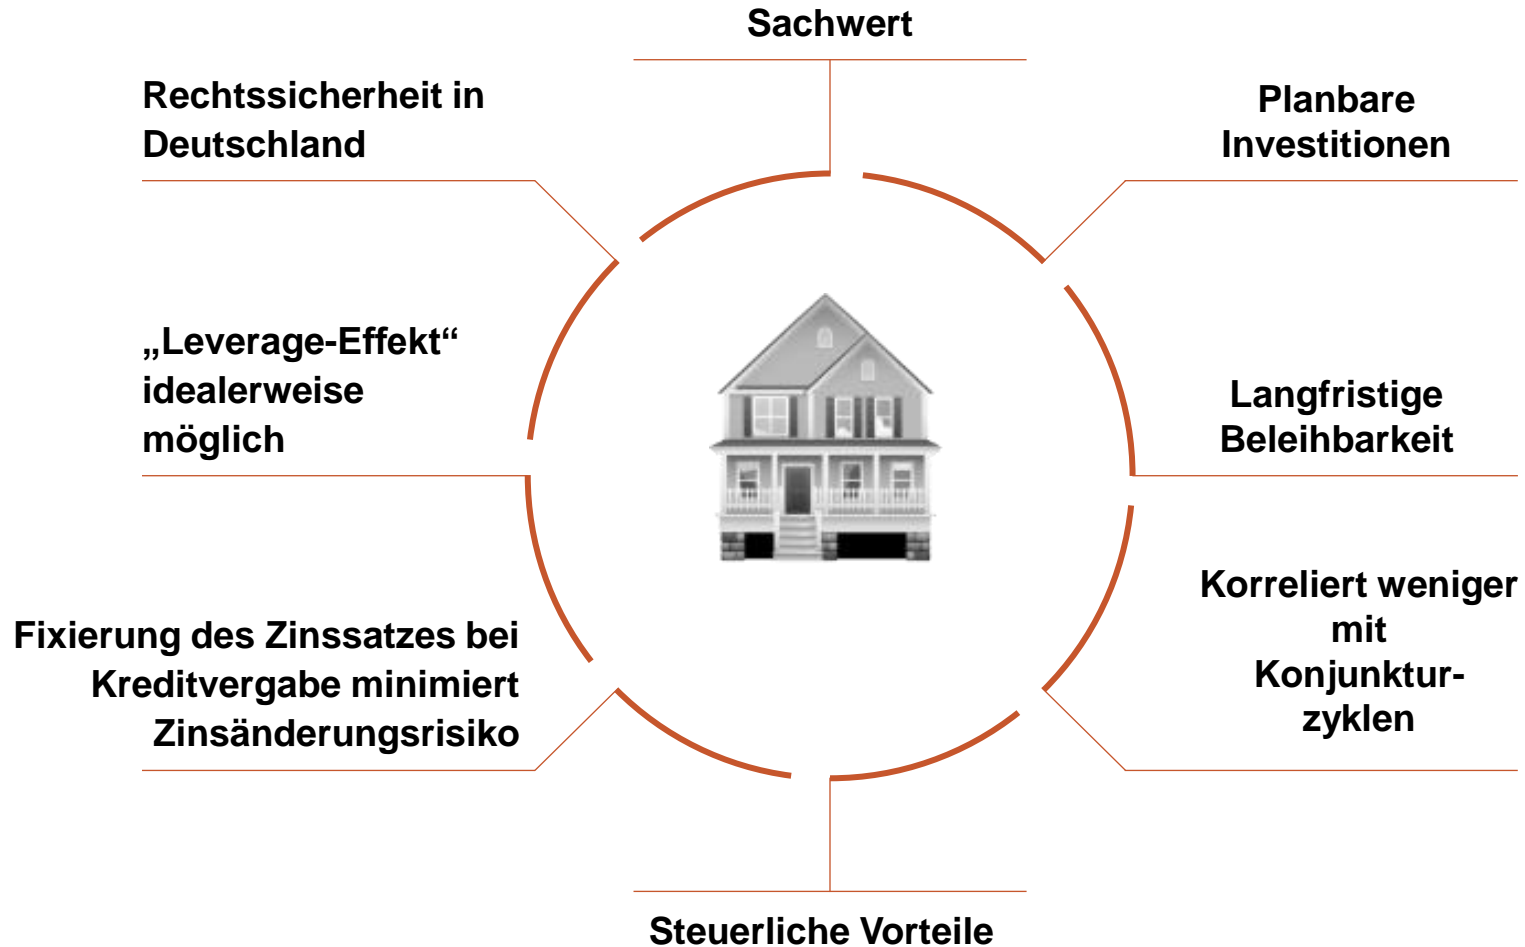 Sachwert
Rechtssicherheit in
Deutschland
Planbare
Investitionen
„Leverage-Effekt“
idealerweise
möglich
Langfristige
Beleihbarkeit
Fixierung des Zinssatzes bei
Kreditvergabe minimiert
Zinsänderungsrisiko
Korreliert weniger
mit
Konjunktur-
zyklen
Steuerliche Vorteile